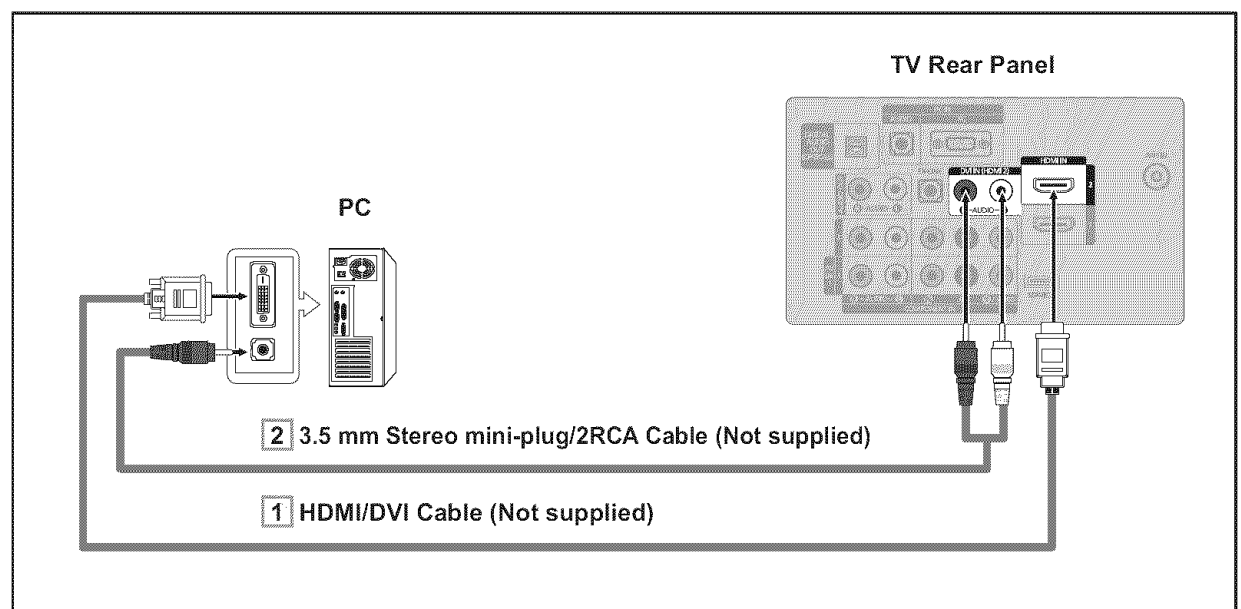 TV Rear Panel
HDMI IN
DVI IN (HDMI 2)
2
AUDIO
PC
2 3.5 mm Stereo mini-plug/2RCA Cable (Not supplied)
1 HDMI/DVI Cable (Not supplied)